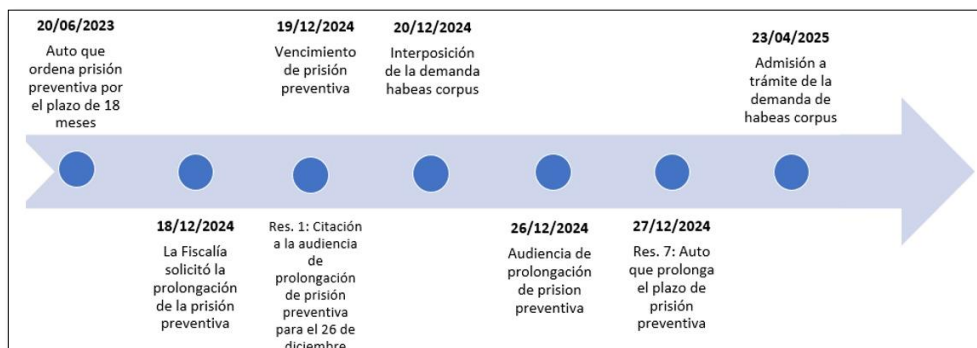 20/06/2023
Auto que
ordena prisión
preventiva por
el plazo de 18
meses
18/12/2024
La Fiscalía
solicitó la
prolongación
de la prisión
preventiva
19/12/2024
Vencimiento
de prisión
preventiva
Res. 1: Citación
a la audiencia
de
prolongación
de prisión
preventiva
para el 26 de
diciembre
20/12/2024
Interposición
de la demanda
habeas corpus
26/12/2024
Audiencia de
prolongación
de prision
preventiva
27/12/2024
Res. 7: Auto
que prolonga
el plazo de
prisión
preventiva
23/04/2025
Admisión a
trámite de la
demanda de
habeas corpus